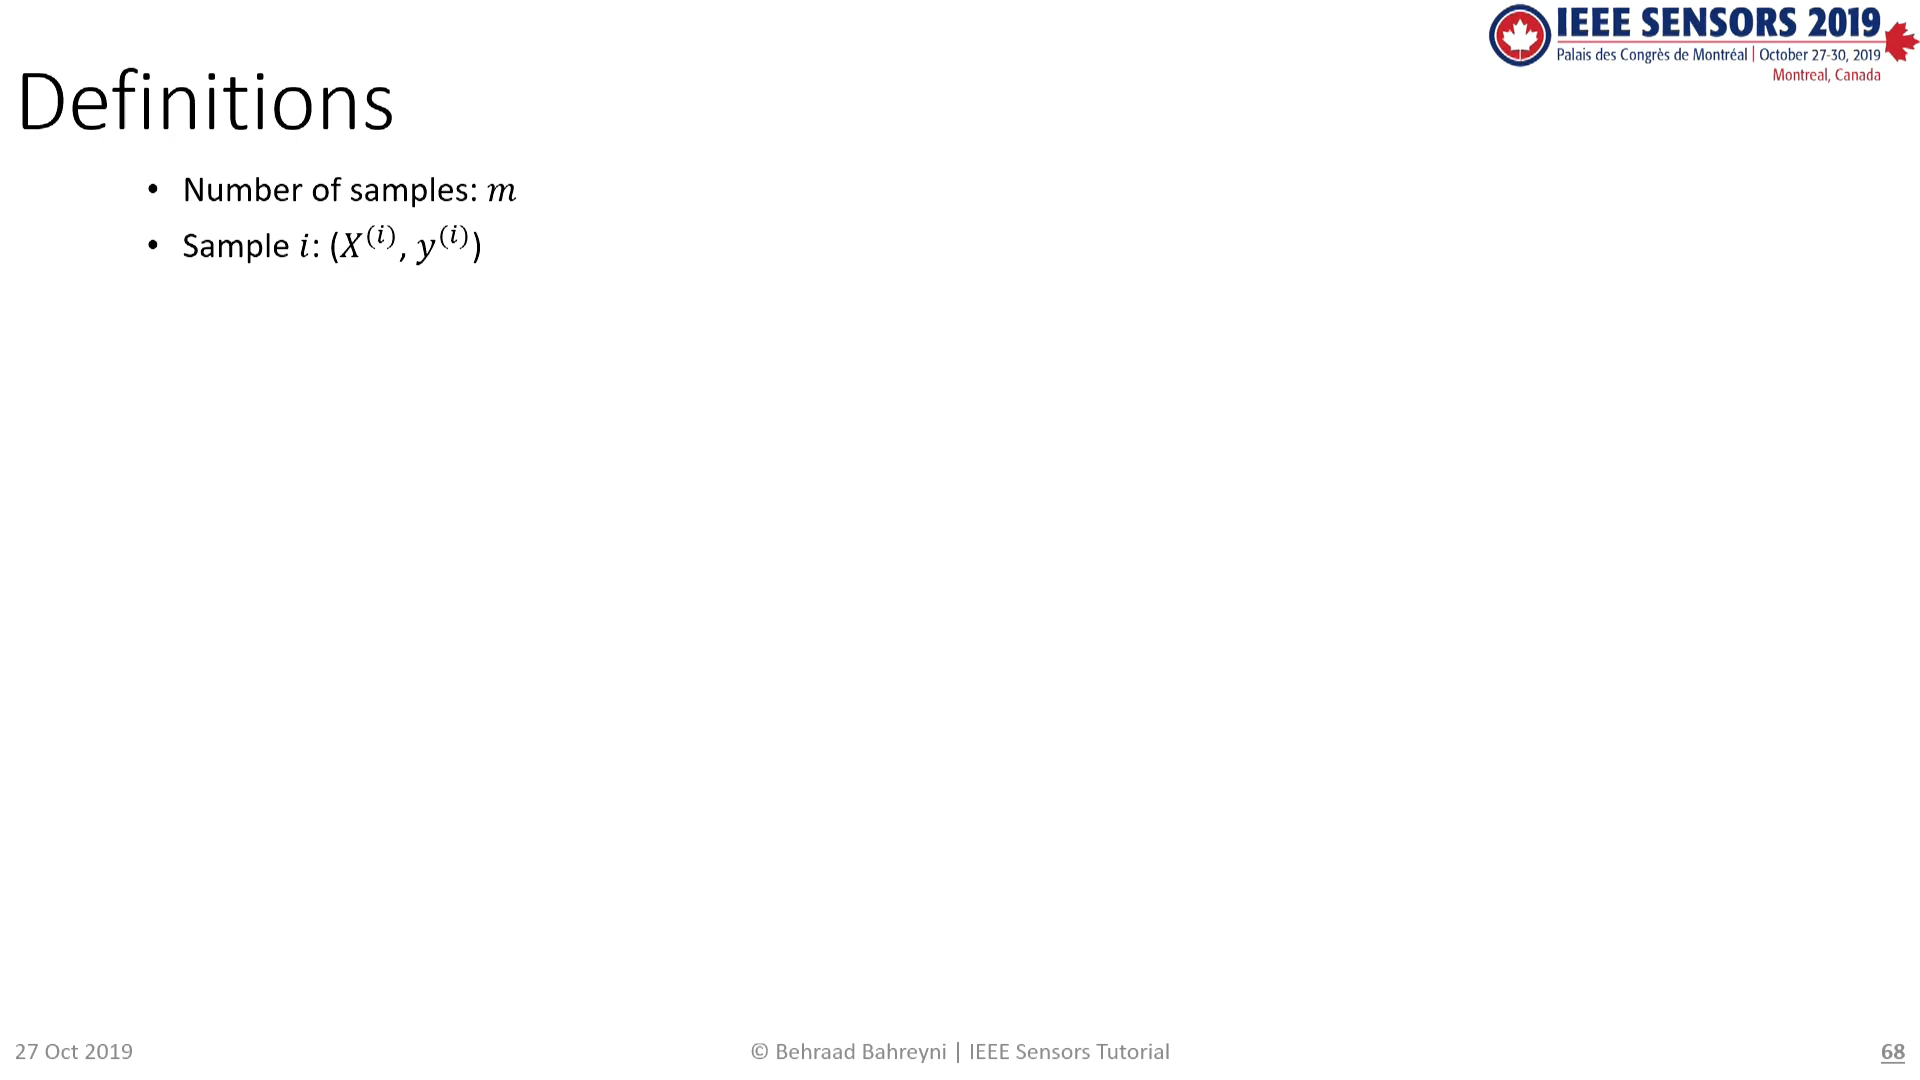 IEEE SENSORS 2019
Palais des Congrès de Montréal | October 27-30, 2019
Montreal, Canada
Definitions
• Number of samples: m
• Sample i: (X⁽ⁱ⁾, y⁽ⁱ⁾)
27 Oct 2019
© Behraad Bahreyni | IEEE Sensors Tutorial
68